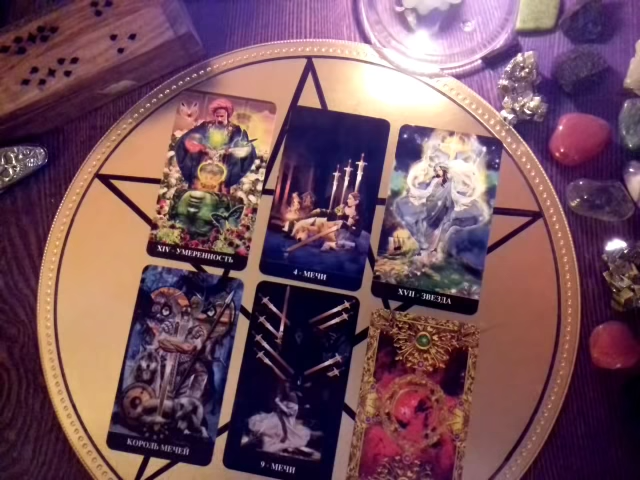 XIV - УМЕРЕННОСТЬ
4 - МЕЧИ
XVII - ЗВЕЗДА
КОРОЛЬ МЕЧЕЙ
9 - МЕЧИ